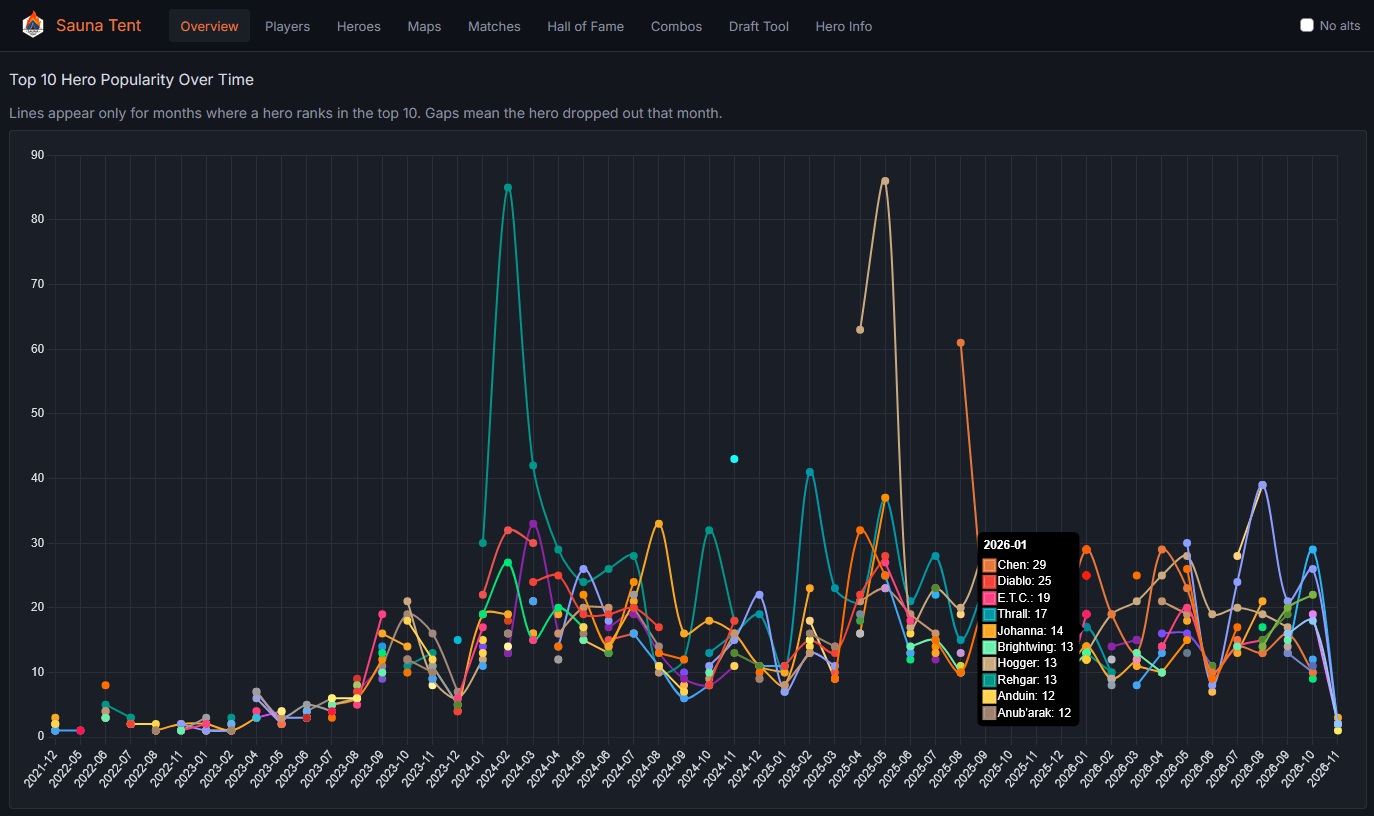 Sauna Tent
Overview
Players
Heroes
Maps
Matches
Hall of Fame
Combos
Draft Tool
Hero Info
No alts
Top 10 Hero Popularity Over Time
Lines appear only for months where a hero ranks in the top 10. Gaps mean the hero dropped out that month.
90
80
70
60
50
40
30
20
10
0
2026-01
Chen: 29
Diablo: 25
E.T.C.: 19
Thrall: 17
Johanna: 14
Brightwing: 13
Hogger: 13
Rehgar: 13
Anduin: 12
Anub'arak: 12
2021-12
2022-05
2022-06
2022-07
2022-08
2022-11
2023-01
2023-02
2023-04
2023-05
2023-06
2023-07
2023-08
2023-09
2023-10
2023-11
2023-12
2024-01
2024-02
2024-03
2024-04
2024-05
2024-06
2024-07
2024-08
2024-09
2024-10
2024-11
2024-12
2025-01
2025-02
2025-03
2025-04
2025-05
2025-06
2025-07
2025-08
2025-09
2025-10
2025-11
2025-12
2026-01
2026-02
2026-03
2026-04
2026-05
2026-06
2026-07
2026-08
2026-09
2026-10
2026-11